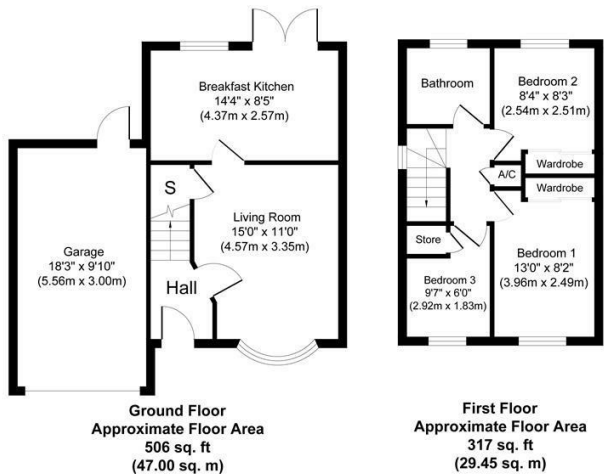 Breakfast Kitchen
14'4" x 8'5"
(4.37m x 2.57m)
S
Living Room
15'0" x 11'0"
(4.57m x 3.35m)
Garage
18'3" x 9'10"
(5.56m x 3.00m)
Hall
Ground Floor
Approximate Floor Area
506 sq. ft
(47.00 sq. m)
Bathroom
Bedroom 2
8'4" x 8'3"
(2.54m x 2.51m)
Wardrobe
A/C
Wardrobe
Store
Bedroom 1
13'0" x 8'2"
(3.96m x 2.49m)
Bedroom 3
9'7" x 6'0"
(2.92m x 1.83m)
First Floor
Approximate Floor Area
317 sq. ft
(29.45 sq. m)